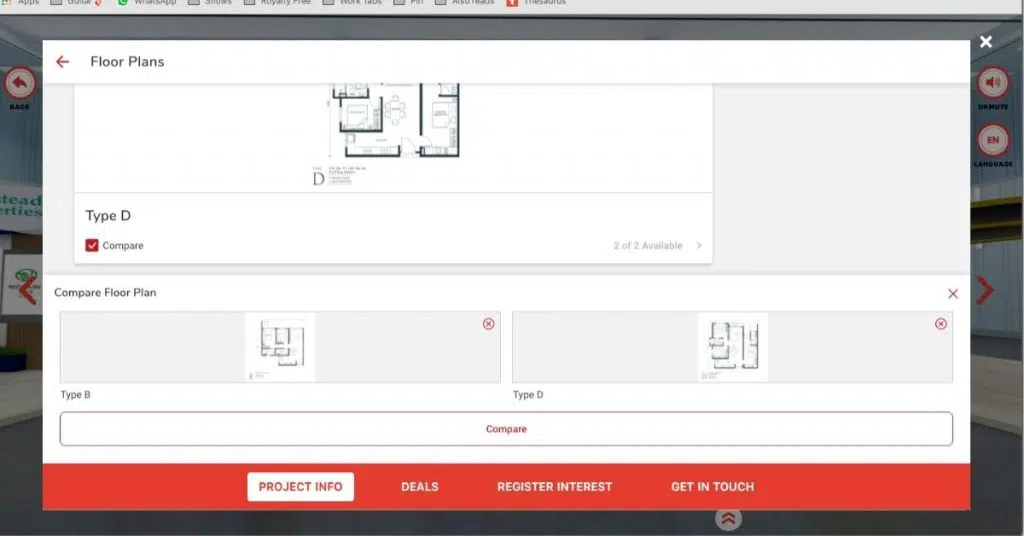 Apps
Guitar
WhatsApp
Shows
Royalty Free
Work Tabs
Also reads
Thesaurus
Floor Plans
BACK
UNMUTE
EN
LANGUAGE
D
Type D
Compare
2 of 2 Available
Compare Floor Plan
Type B
Type D
Compare
PROJECT INFO
DEALS
REGISTER INTEREST
GET IN TOUCH